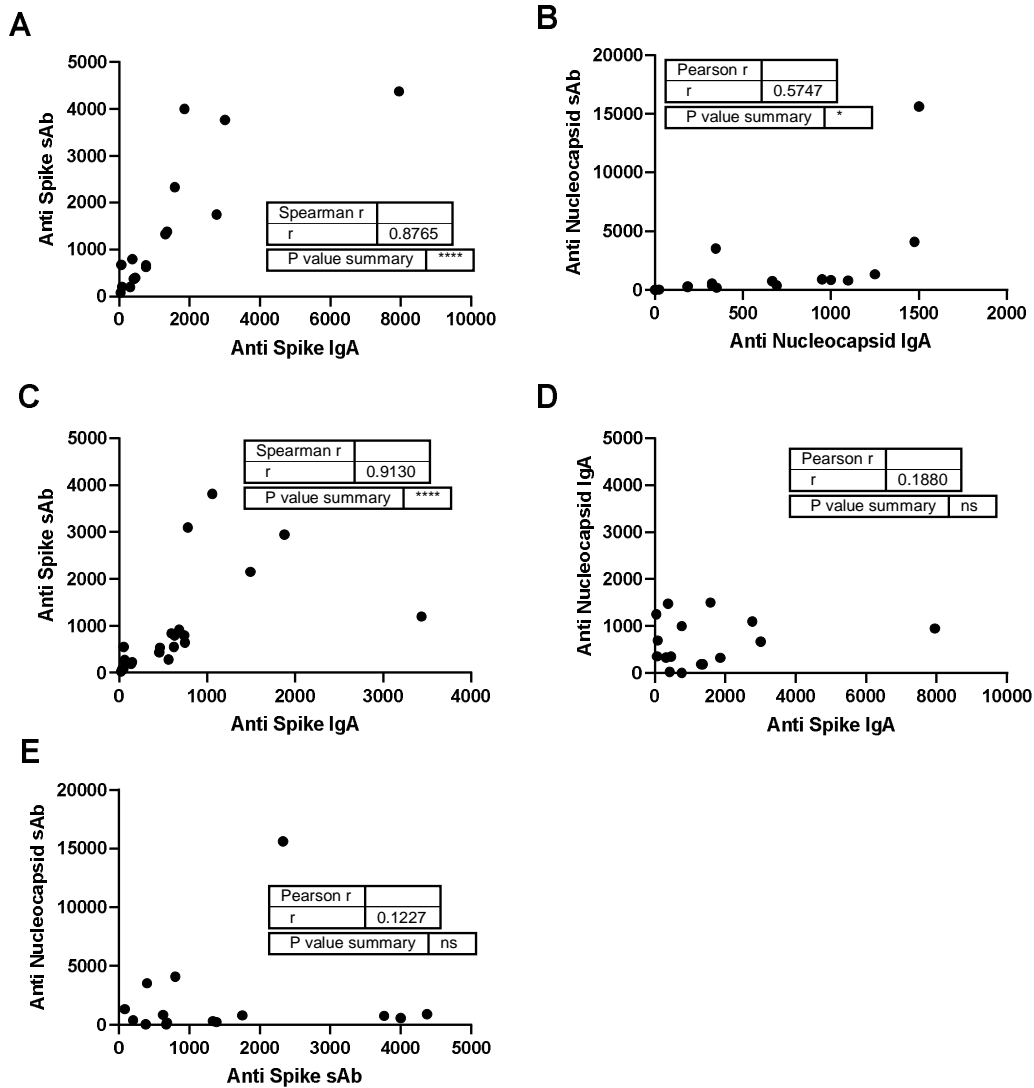 A
Anti Spike sAb
5000
4000
3000
2000
1000
0
Spearman r
r 0.8765
P value summary ****
0 2000 4000 6000 8000 10000
Anti Spike IgA
B
Anti Nucleocapsid sAb
20000
15000
10000
5000
0
Pearson r
r 0.5747
P value summary *
0 500 1000 1500 2000
Anti Nucleocapsid IgA
C
Anti Spike sAb
5000
4000
3000
2000
1000
0
Spearman r
r 0.9130
P value summary ****
0 1000 2000 3000 4000
Anti Spike IgA
D
Anti Nucleocapsid IgA
5000
4000
3000
2000
1000
0
Pearson r
r 0.1880
P value summary ns
0 2000 4000 6000 8000 10000
Anti Spike IgA
E
Anti Nucleocapsid sAb
20000
15000
10000
5000
0
Pearson r
r 0.1227
P value summary ns
0 1000 2000 3000 4000 5000
Anti Spike sAb